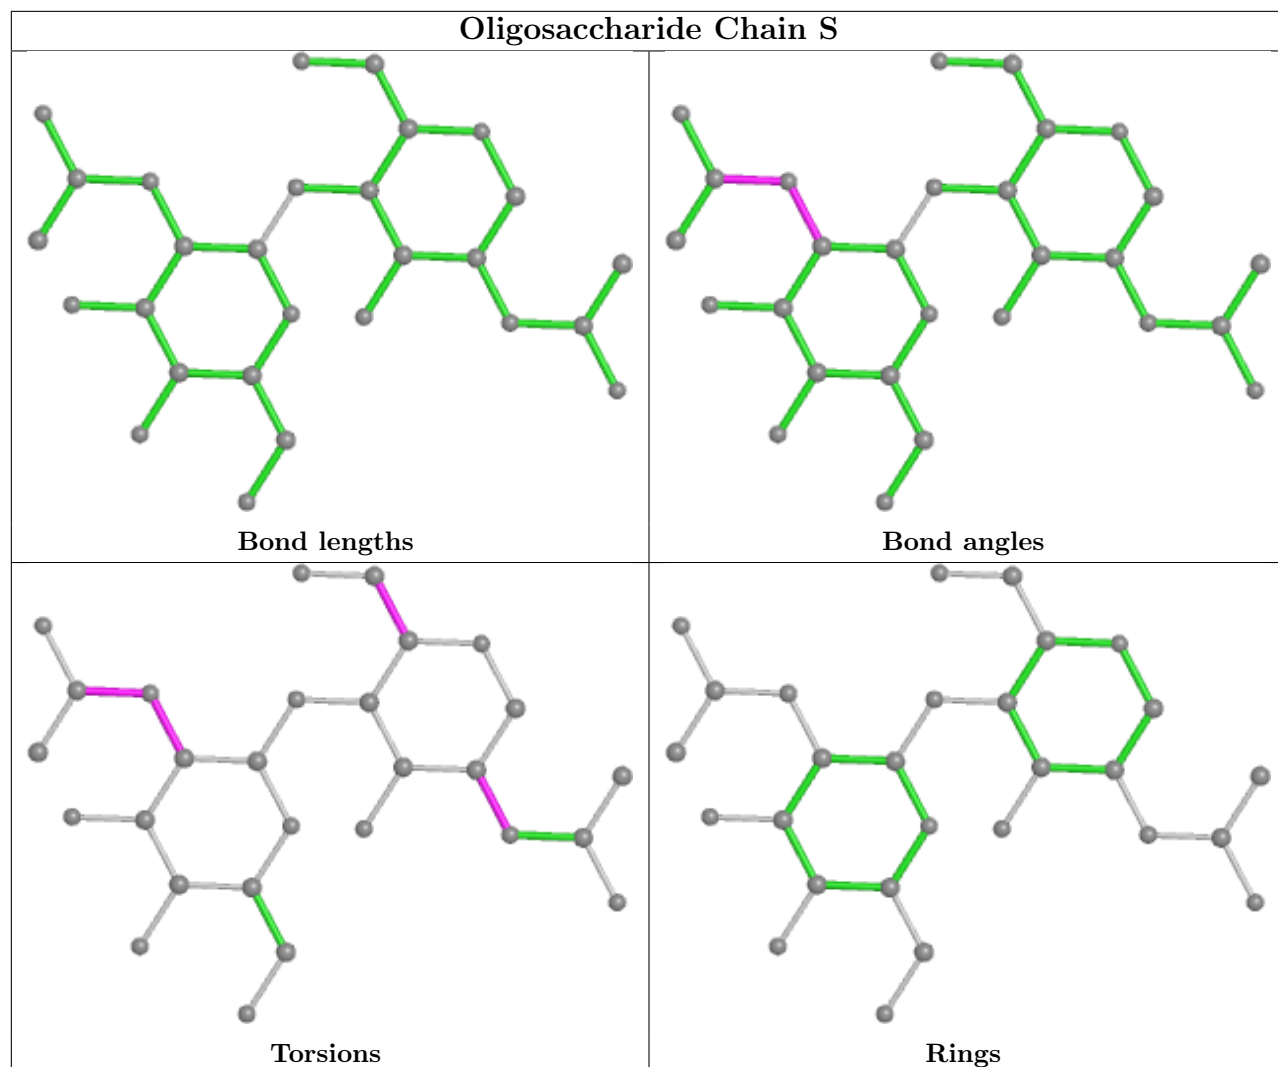 Oligosaccharide Chain S
Bond lengths
Bond angles
Torsions
Rings